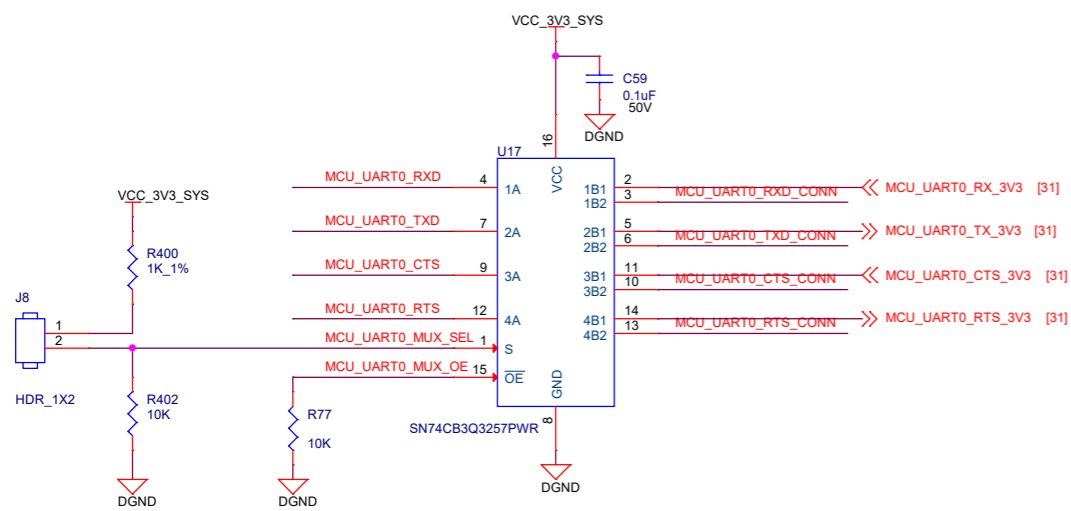 VCC_3V3_SYS
C59
0.1uF
50V
DGND
16
U17
VCC
MCU_UART0_RXD 4 1A
1B1 2 MCU_UART0_RX_3V3 [31]
1B2 3 MCU_UART0_RXD_CONN
VCC_3V3_SYS
MCU_UART0_TXD 7 2A
2B1 5 MCU_UART0_TX_3V3 [31]
2B2 6 MCU_UART0_TXD_CONN
R400
1K_1%
MCU_UART0_CTS 9 3A
3B1 11 MCU_UART0_CTS_3V3 [31]
3B2 10 MCU_UART0_CTS_CONN
J8
1
2
MCU_UART0_RTS 12 4A
4B1 14 MCU_UART0_RTS_3V3 [31]
4B2 13 MCU_UART0_RTS_CONN
MCU_UART0_MUX_SEL 1 S
MCU_UART0_MUX_OE 15 OE
GND
HDR_1X2
R402
10K
R77
10K
8
SN74CB3Q3257PWR
DGND
DGND
DGND